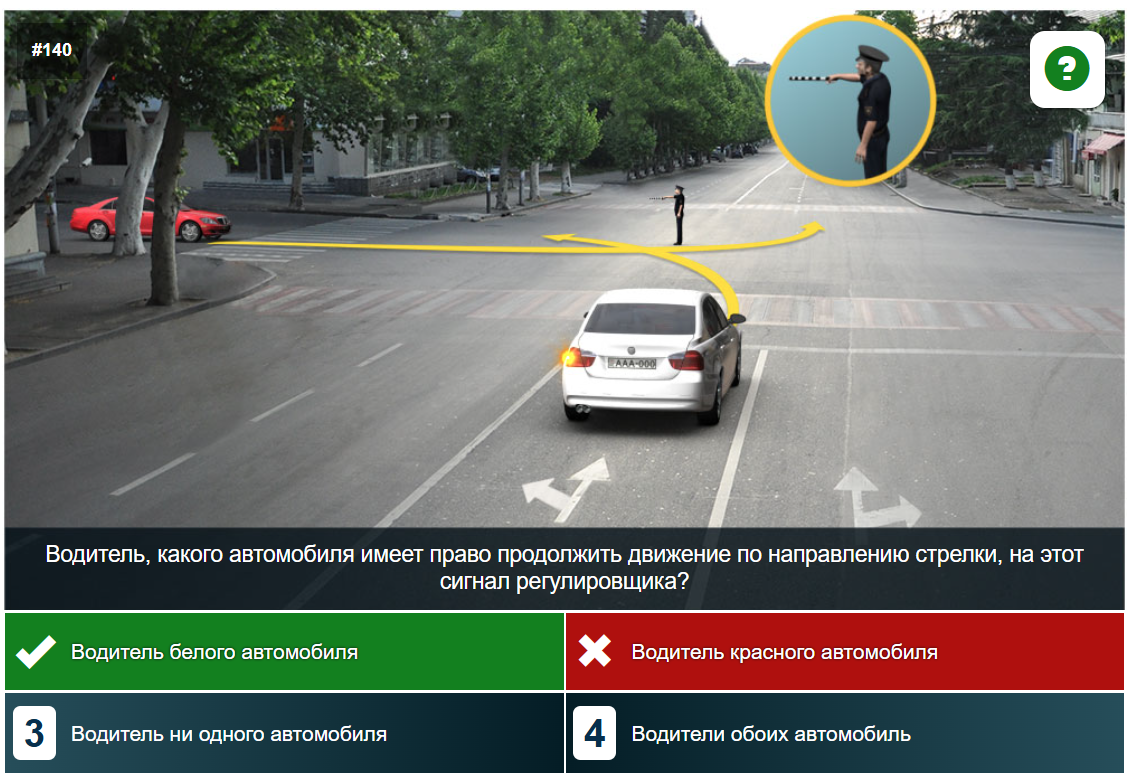 #140
?
AAA-000
Водитель, какого автомобиля имеет право продолжить движение по направлению стрелки, на этот
сигнал регулировщика?
Водитель белого автомобиля
Водитель красного автомобиля
3 Водитель ни одного автомобиля
4 Водители обоих автомобиль